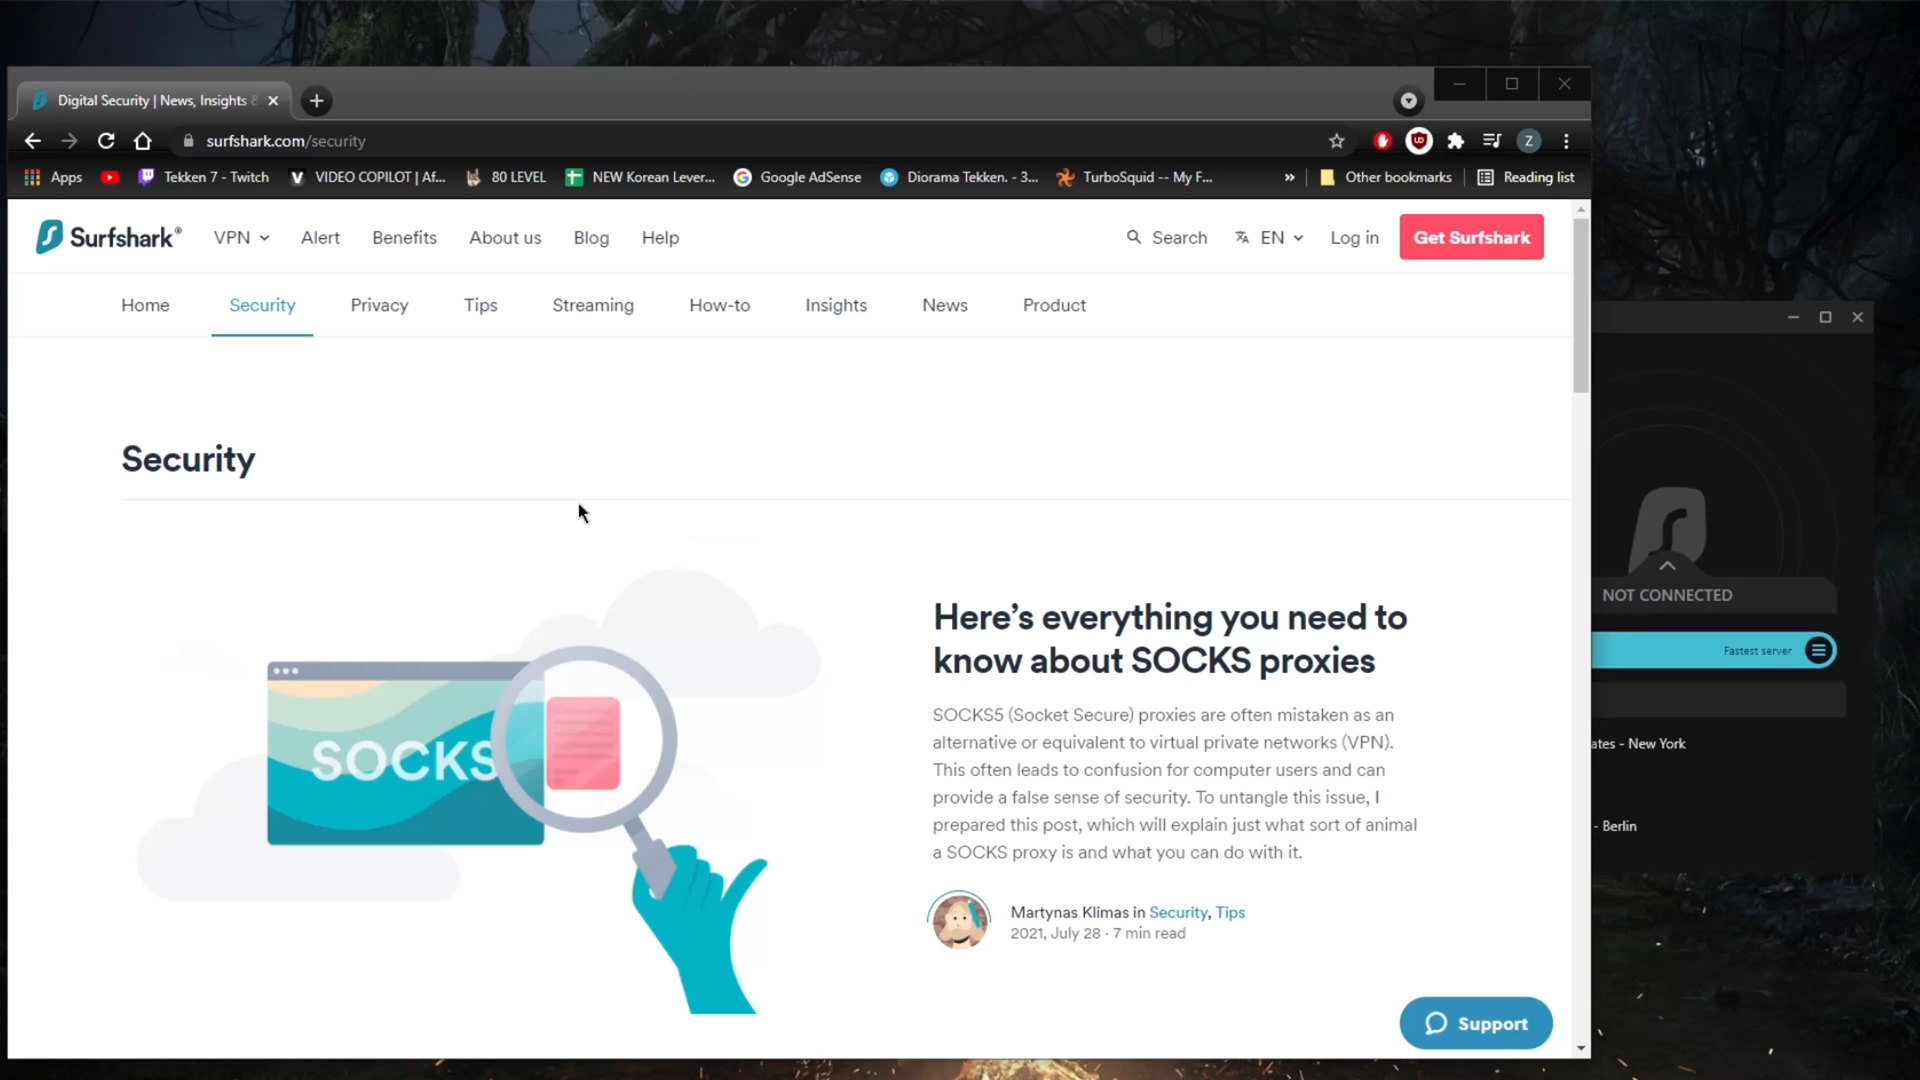 Digital Security | News, Insights &
surfshark.com/security
Z
Apps
Tekken 7 - Twitch
VIDEO COPILOT | Af...
80 LEVEL
NEW Korean Lever...
Google AdSense
Diorama Tekken. - 3...
TurboSquid -- My F...
»
Other bookmarks
Reading list
Surfshark®
VPN
Alert
Benefits
About us
Blog
Help
Search
EN
Log in
Get Surfshark
Home
Security
Privacy
Tips
Streaming
How-to
Insights
News
Product
Security
SOCKS
Here's everything you need to
know about SOCKS proxies
SOCKS5 (Socket Secure) proxies are often mistaken as an
alternative or equivalent to virtual private networks (VPN).
This often leads to confusion for computer users and can
provide a false sense of security. To untangle this issue, I
prepared this post, which will explain just what sort of animal
a SOCKS proxy is and what you can do with it.
Martynas Klimas in Security, Tips
2021, July 28 · 7 min read
Support
NOT CONNECTED
Fastest server
ates - New York
- Berlin